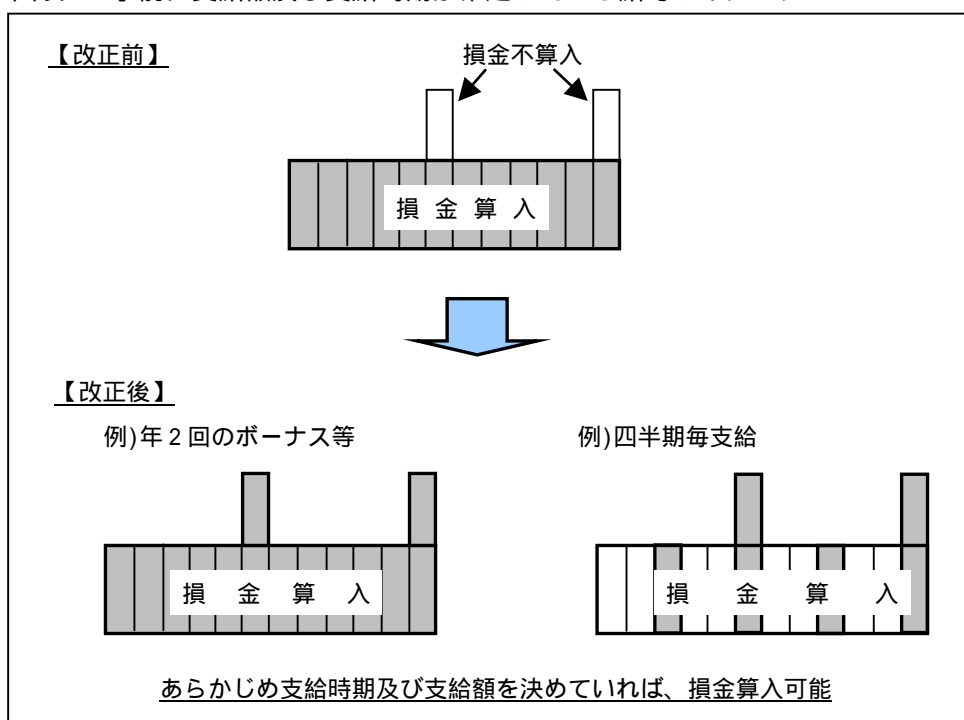 【改正前】
損金不算入
損金算入
【改正後】
例)年2回のボーナス等
例)四半期毎支給
損金算入
損金算入
あらかじめ支給時期及び支給額を決めていれば、損金算入可能